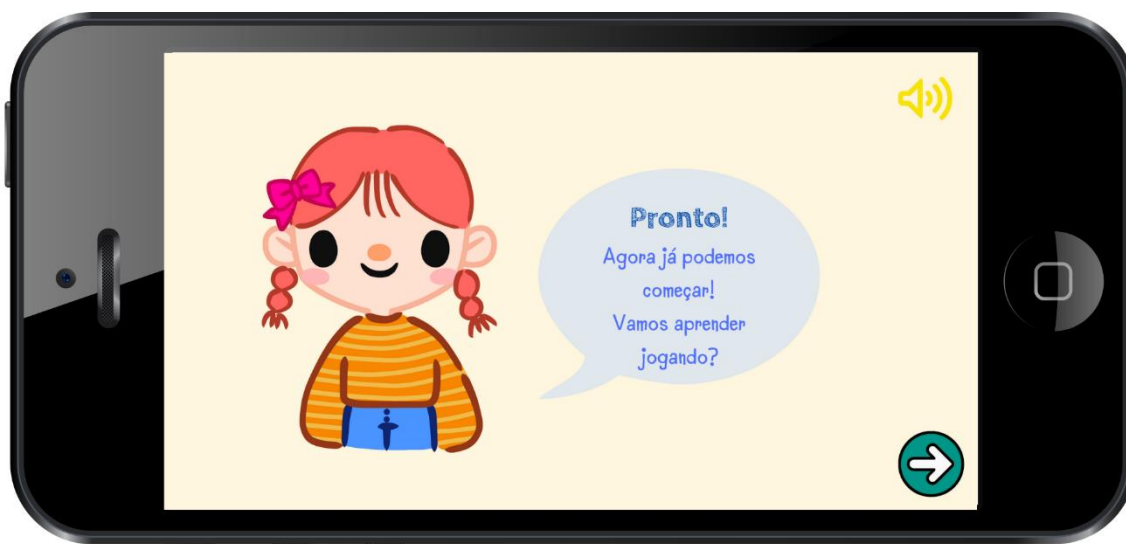 Pronto!
Agora já podemos
começar!
Vamos aprender
jogando?